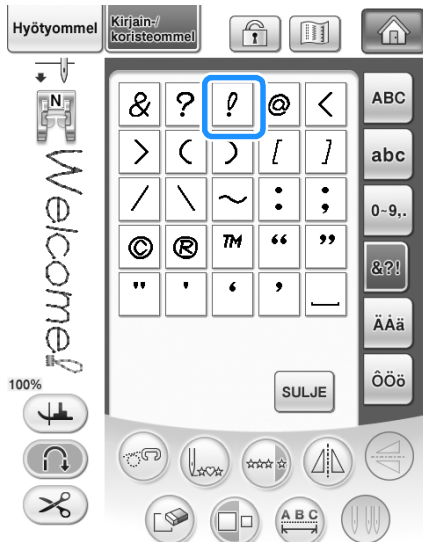 Hyötyommel
Kirjain-/
koristeommel
N
Welcome!
100%
& ? ! @ <
> ( ) [ ]
/ \ ~ : ;
© ® ™ “ ”
" ' ‘ ’ _
SULJE
ABC
abc
0~9,.
&?!
ÄÅä
ÔÖö
ABC